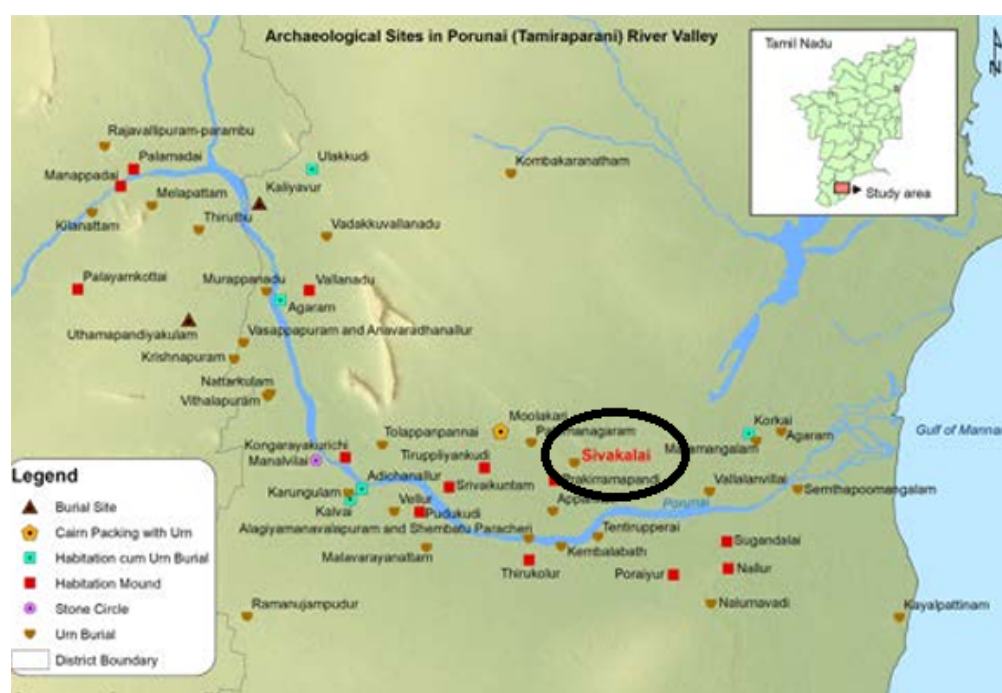 Archaeological Sites in Porunai (Tamiraparani) River Valley
Tamil Nadu
Study area
N
Rajavallipuram-parambu
Palamadai
Manappadai
Ulakkudi
Kombakaranatham
Melapattam
Kaliyavur
Kilanattam
Thiruthu
Vadakkuvallanadu
Palayamkottai
Murappanadu
Vallanadu
Agaram
Uthamapandiyakulam
Vasappapuram and Anavaradhanallur
Krishnapuram
Nattarkulam
Vithalapuram
Moolakari
Korkai
Tolappanpannai
Agaram
Gulf of Mannar
Kongarayakurichi
Tiruppliyankudi
Sivakalai
Manalvilai
Adichanallur
Srivaikuntam
Vallalanvillai
Karungulam
Vellur
Porunai
Semthapoomangalam
Kalvai
Pudukudi
Alagiyamanavalapuram and Shembatu Paracheri
Tentirupperai
Malavarayanattam
Kembalabath
Sugandalai
Thirukolur
Poraiyur
Nallur
Ramanujampudur
Nalumavadi
Kayalpattinam
Legend
Burial Site
Cairn Packing with Urn
Habitation cum Urn Burial
Habitation Mound
Stone Circle
Urn Burial
District Boundary